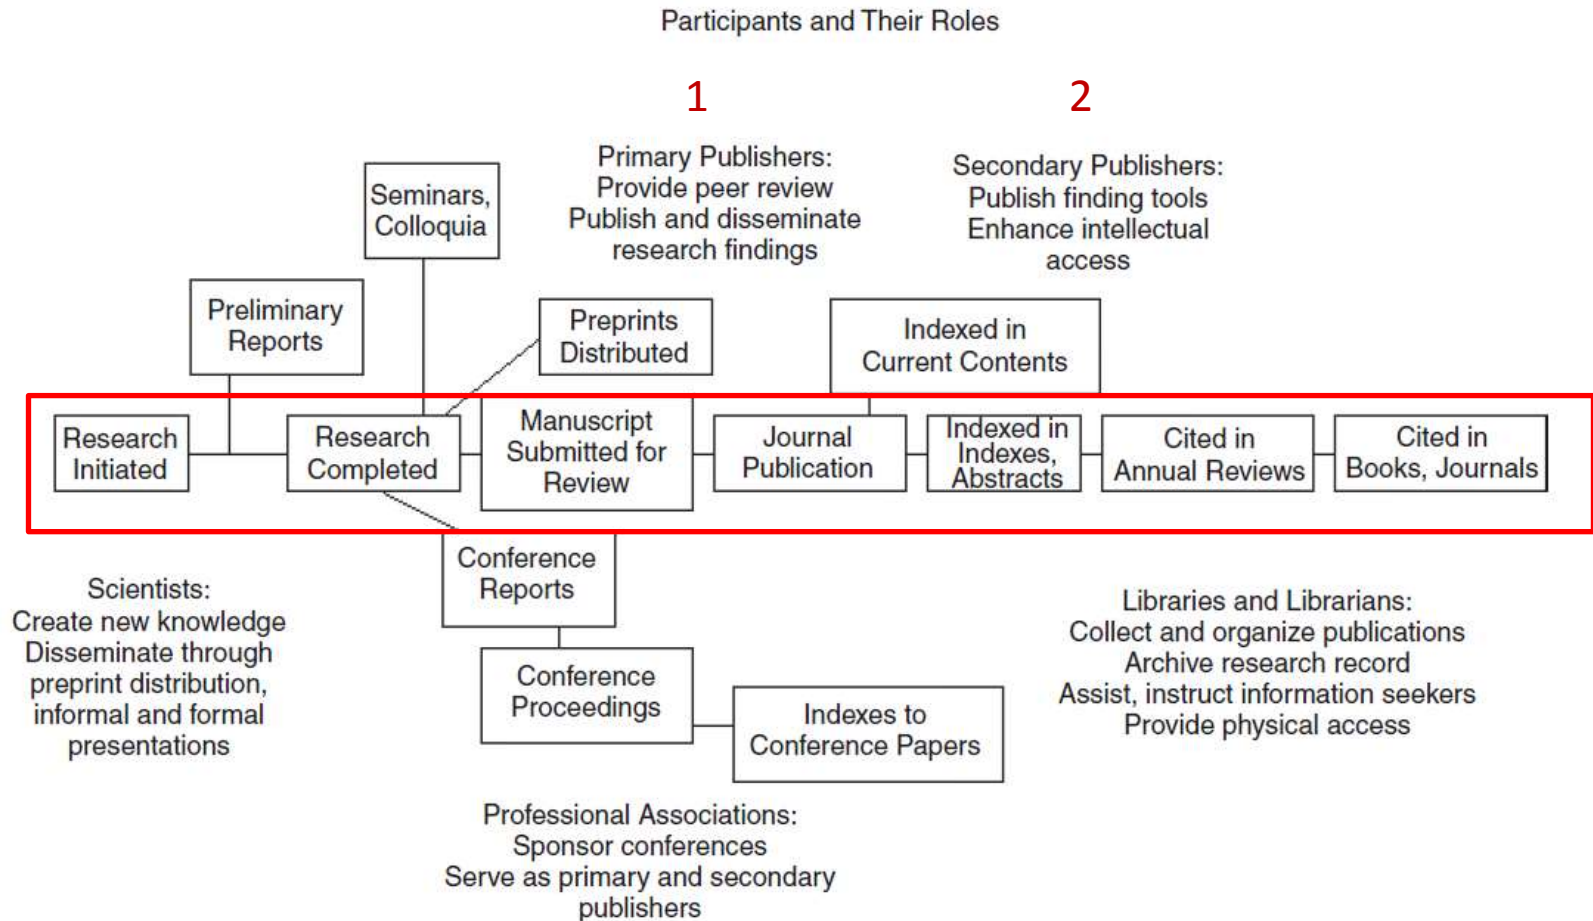 Participants and Their Roles
1
2
Primary Publishers:
Provide peer review
Publish and disseminate
research findings
Secondary Publishers:
Publish finding tools
Enhance intellectual
access
Seminars,
Colloquia
Preliminary
Reports
Preprints
Distributed
Indexed in
Current Contents
Research
Initiated
Research
Completed
Manuscript
Submitted for
Review
Journal
Publication
Indexed in
Indexes,
Abstracts
Cited in
Annual Reviews
Cited in
Books, Journals
Conference
Reports
Scientists:
Create new knowledge
Disseminate through
preprint distribution,
informal and formal
presentations
Conference
Proceedings
Indexes to
Conference Papers
Libraries and Librarians:
Collect and organize publications
Archive research record
Assist, instruct information seekers
Provide physical access
Professional Associations:
Sponsor conferences
Serve as primary and secondary
publishers